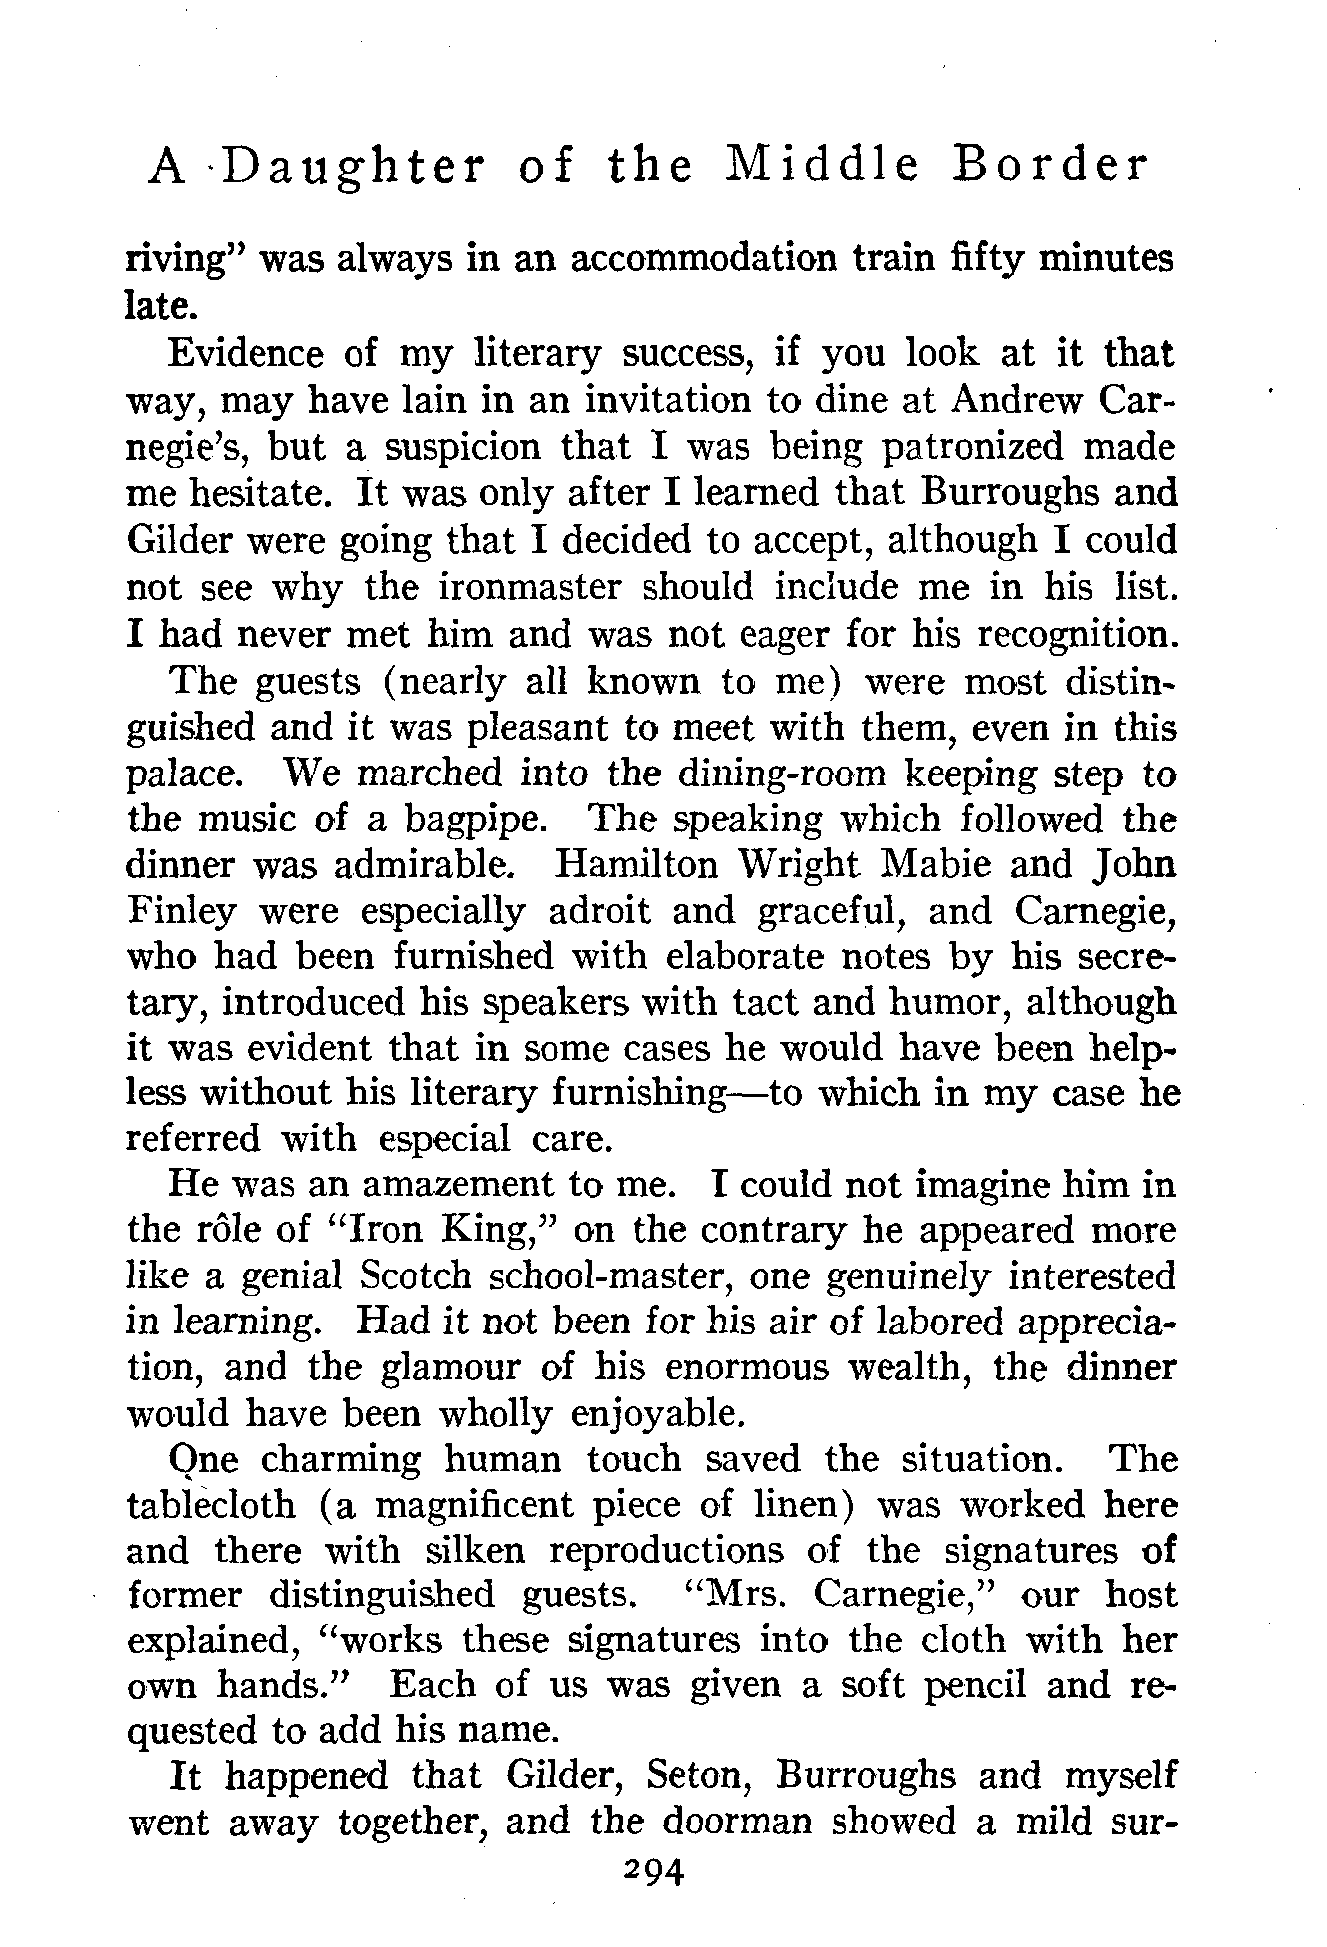 A Daughter of the Middle Border
riving” was always in an accommodation train fifty minutes
late.
Evidence of my literary success, if you look at it that
way, may have lain in an invitation to dine at Andrew Car-
negie’s, but a suspicion that I was being patronized made
me hesitate. It was only after I learned that Burroughs and
Gilder were going that I decided to accept, although I could
not see why the ironmaster should include me in his list.
I had never met him and was not eager for his recognition.
The guests (nearly all known to me) were most distin-
guished and it was pleasant to meet with them, even in this
palace. We marched into the dining-room keeping step to
the music of a bagpipe. The speaking which followed the
dinner was admirable. Hamilton Wright Mabie and John
Finley were especially adroit and graceful, and Carnegie,
who had been furnished with elaborate notes by his secre-
tary, introduced his speakers with tact and humor, although
it was evident that in some cases he would have been help-
less without his literary furnishing—to which in my case he
referred with especial care.
He was an amazement to me. I could not imagine him in
the rôle of “Iron King,” on the contrary he appeared more
like a genial Scotch school-master, one genuinely interested
in learning. Had it not been for his air of labored apprecia-
tion, and the glamour of his enormous wealth, the dinner
would have been wholly enjoyable.
One charming human touch saved the situation. The
tablecloth (a magnificent piece of linen) was worked here
and there with silken reproductions of the signatures of
former distinguished guests. “Mrs. Carnegie,” our host
explained, “works these signatures into the cloth with her
own hands.” Each of us was given a soft pencil and re-
quested to add his name.
It happened that Gilder, Seton, Burroughs and myself
went away together, and the doorman showed a mild sur-
294